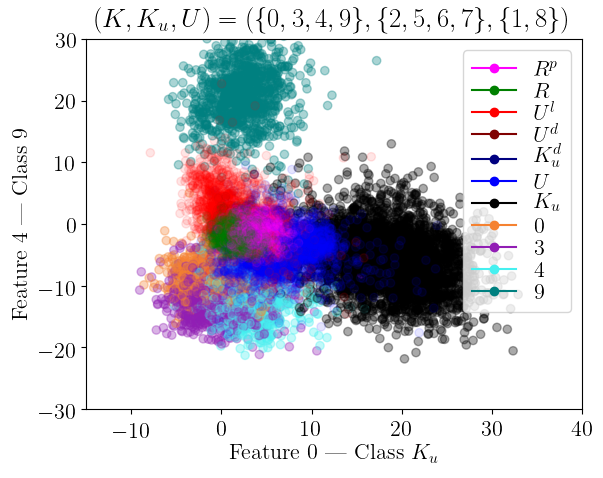 (K, K_u, U) = ({0, 3, 4, 9}, {2, 5, 6, 7}, {1, 8})
30
20
10
0
−10
−20
−30
Feature 4 — Class 9
R^p
R
U^l
U^d
K_u^d
U
K_u
0
3
4
9
−10
0
10
20
30
40
Feature 0 — Class K_u